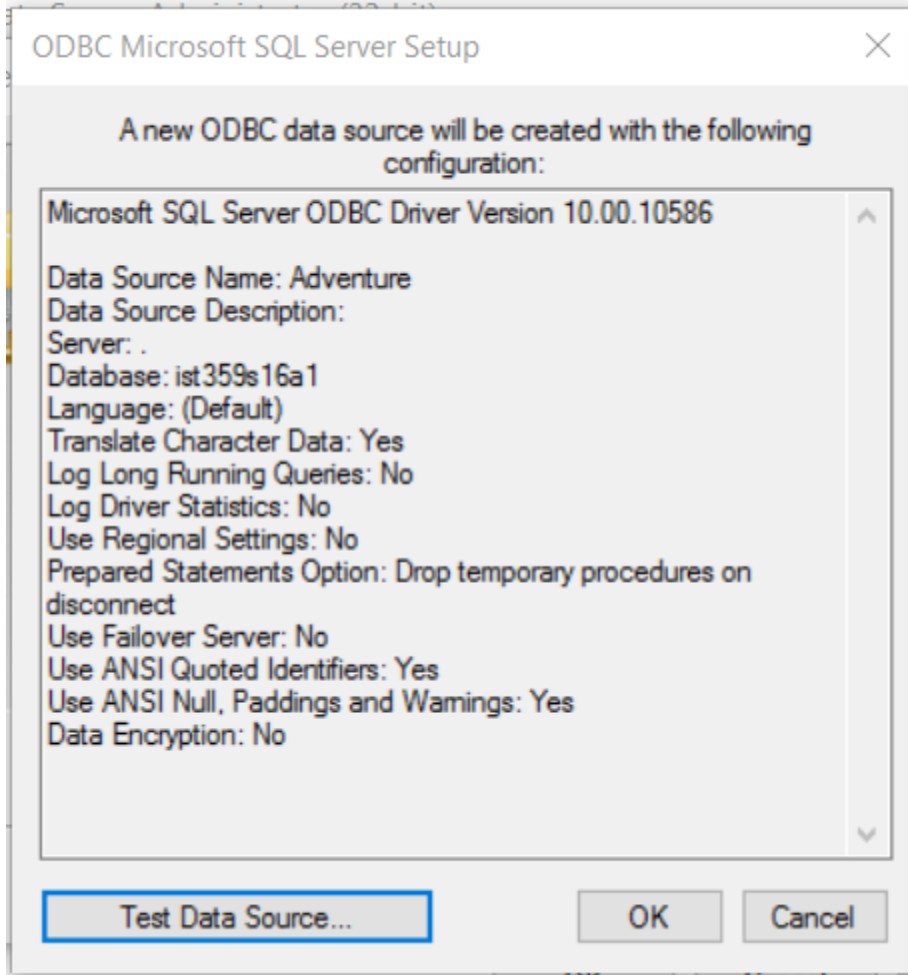 ODBC Microsoft SQL Server Setup
A new ODBC data source will be created with the following
configuration:
Microsoft SQL Server ODBC Driver Version 10.00.10586
Data Source Name: Adventure
Data Source Description:
Server: .
Database: ist359s16a1
Language: (Default)
Translate Character Data: Yes
Log Long Running Queries: No
Log Driver Statistics: No
Use Regional Settings: No
Prepared Statements Option: Drop temporary procedures on
disconnect
Use Failover Server: No
Use ANSI Quoted Identifiers: Yes
Use ANSI Null, Paddings and Warnings: Yes
Data Encryption: No
Test Data Source...
OK
Cancel